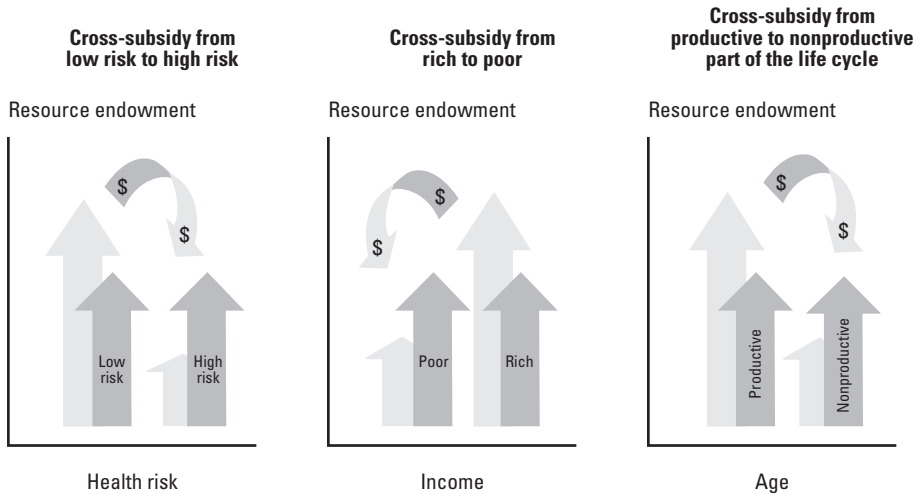 Cross-subsidy from
low risk to high risk
Resource endowment
$
$
Low
risk
High
risk
Health risk
Cross-subsidy from
rich to poor
Resource endowment
$
$
Poor
Rich
Income
Cross-subsidy from
productive to nonproductive
part of the life cycle
Resource endowment
$
$
Productive
Nonproductive
Age